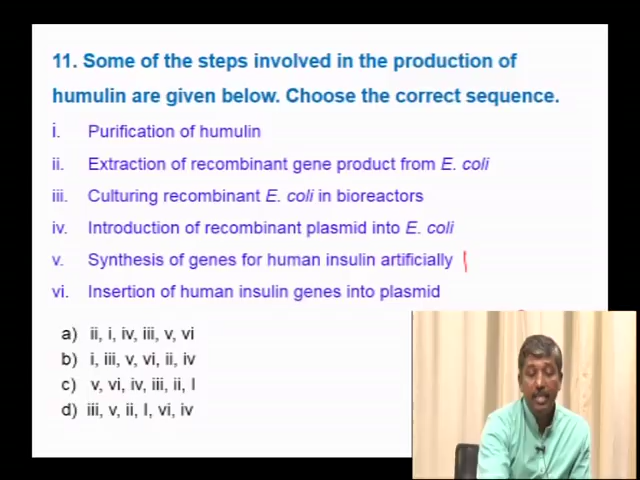 11. Some of the steps involved in the production of
humulin are given below. Choose the correct sequence.
i. Purification of humulin
ii. Extraction of recombinant gene product from E. coli
iii. Culturing recombinant E. coli in bioreactors
iv. Introduction of recombinant plasmid into E. coli
v. Synthesis of genes for human insulin artificially
vi. Insertion of human insulin genes into plasmid
a) ii, i, iv, iii, v, vi
b) i, iii, v, vi, ii, iv
c) v, vi, iv, iii, ii, I
d) iii, v, ii, I, vi, iv